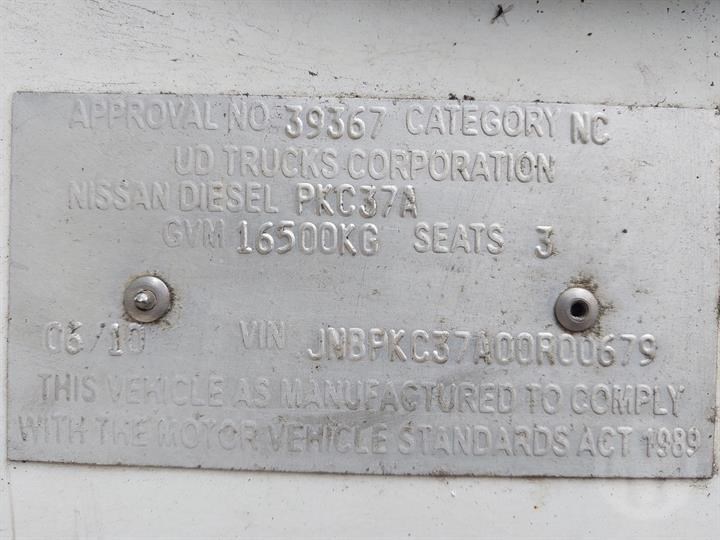 APPROVAL NO. 39367 CATEGORY NC
UD TRUCKS CORPORATION
NISSAN DIESEL PKC37A
GVM 16500KG SEATS 3
06/10 VIN JNBPKC37A00R00679
THIS VEHICLE AS MANUFACTURED TO COMPLY
WITH THE MOTOR VEHICLE STANDARDS ACT 1989